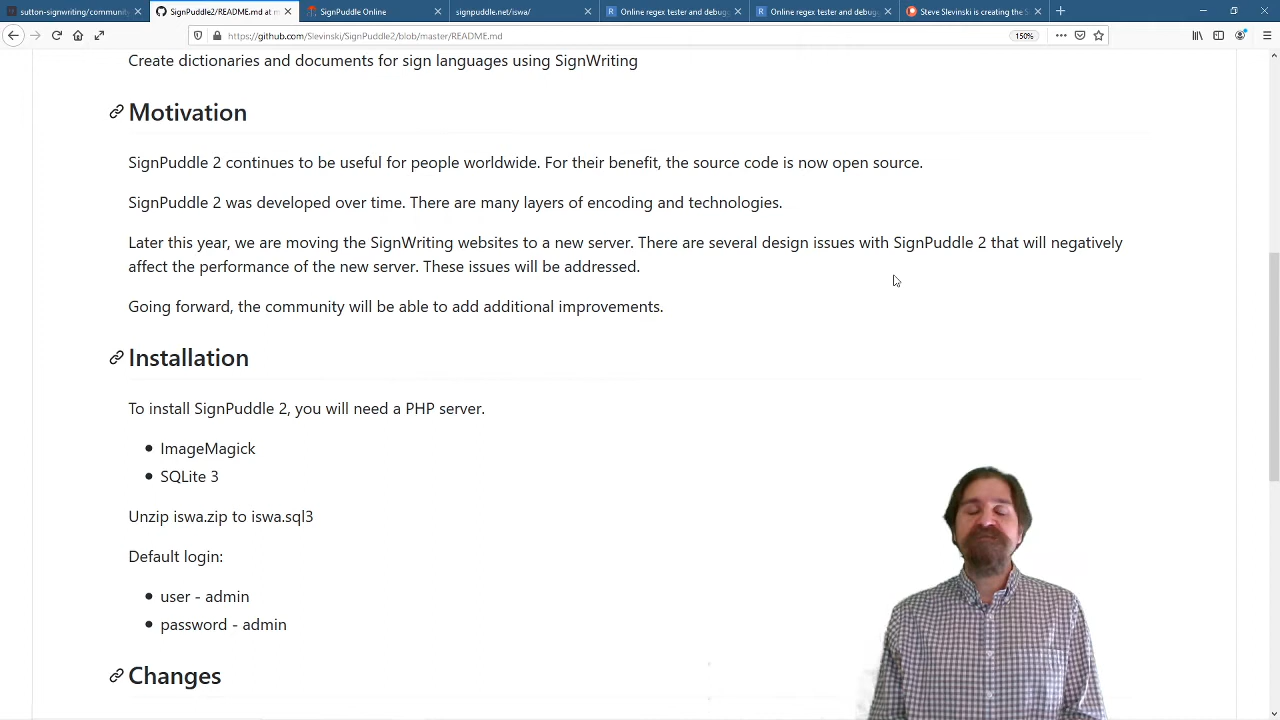 sutton-signwriting/community
SignPuddle2/README.md at m
SignPuddle Online
signpuddle.net/iswa/
Online regex tester and debugg
Online regex tester and debugg
Steve Slevinski is creating the S
https://github.com/Slevinski/SignPuddle2/blob/master/README.md
150%
Create dictionaries and documents for sign languages using SignWriting
Motivation
SignPuddle 2 continues to be useful for people worldwide. For their benefit, the source code is now open source.
SignPuddle 2 was developed over time. There are many layers of encoding and technologies.
Later this year, we are moving the SignWriting websites to a new server. There are several design issues with SignPuddle 2 that will negatively
affect the performance of the new server. These issues will be addressed.
Going forward, the community will be able to add additional improvements.
Installation
To install SignPuddle 2, you will need a PHP server.
ImageMagick
SQLite 3
Unzip iswa.zip to iswa.sql3
Default login:
user - admin
password - admin
Changes